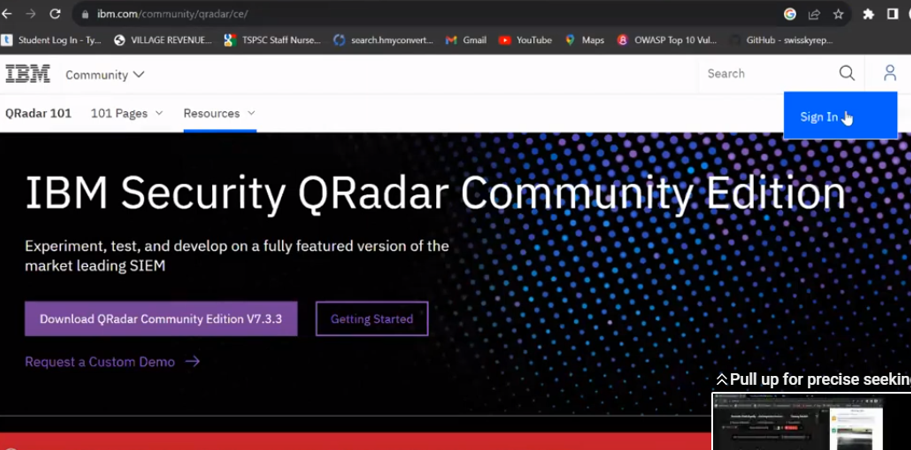 ibm.com/community/qradar/ce/
Student Log In - Ty... VILLAGE REVENUE... TSPSC Staff Nurse... search.hmyconvert... Gmail YouTube Maps OWASP Top 10 Vul... GitHub - swisskyrep...
IBM Community Search
Sign In
QRadar 101 101 Pages Resources
IBM Security QRadar Community Edition
Experiment, test, and develop on a fully featured version of the
market leading SIEM
Download QRadar Community Edition V7.3.3 Getting Started
Request a Custom Demo
Pull up for precise seekin